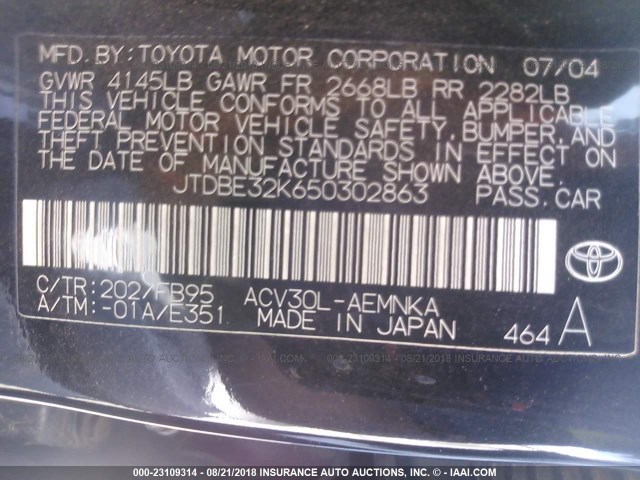 MFD. BY: TOYOTA MOTOR CORPORATION 07/04
GVWR 4145LB GAWR FR 2668LB RR 2282LB
THIS VEHICLE CONFORMS TO ALL APPLICABLE
FEDERAL MOTOR VEHICLE SAFETY, BUMPER, AND
THEFT PREVENTION STANDARDS IN EFFECT ON
THE DATE OF MANUFACTURE SHOWN ABOVE.
JTDBE32K650302863 PASS. CAR
C/TR: 202/FB95 ACV30L-AEMNKA
A/TM: -01A/E351 MADE IN JAPAN 464 A
000-23109314 - 08/21/2018 INSURANCE AUTO AUCTIONS, INC. - © - IAAI.COM